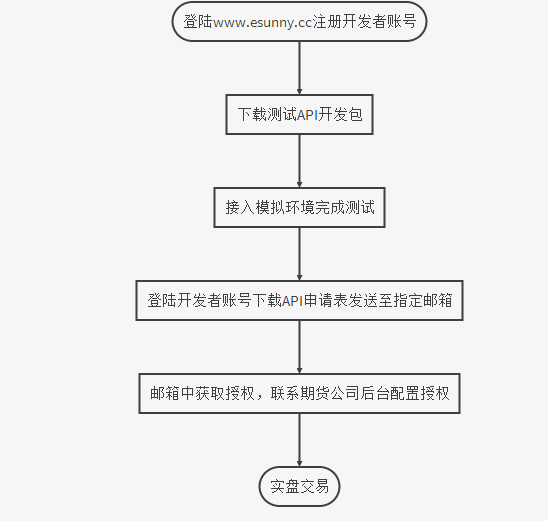 登陆www.esunny.cc注册开发者账号
下载测试API开发包
接入模拟环境完成测试
登陆开发者账号下载API申请表发送至指定邮箱
邮箱中获取授权，联系期货公司后台配置授权
实盘交易